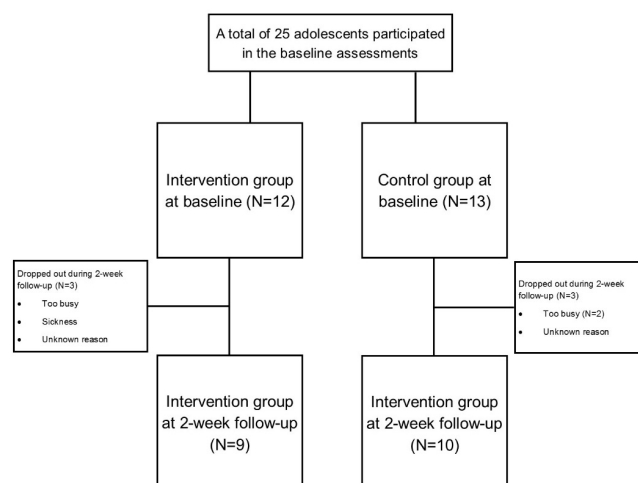 A total of 25 adolescents participated
in the baseline assessments
Intervention group
at baseline (N=12)
Control group at
baseline (N=13)
Dropped out during 2-week
follow-up (N=3)
• Too busy
• Sickness
• Unknown reason
Dropped out during 2-week
follow-up (N=3)
• Too busy (N=2)
• Unknown reason
Intervention group
at 2-week follow-up
(N=9)
Intervention group
at 2-week follow-up
(N=10)